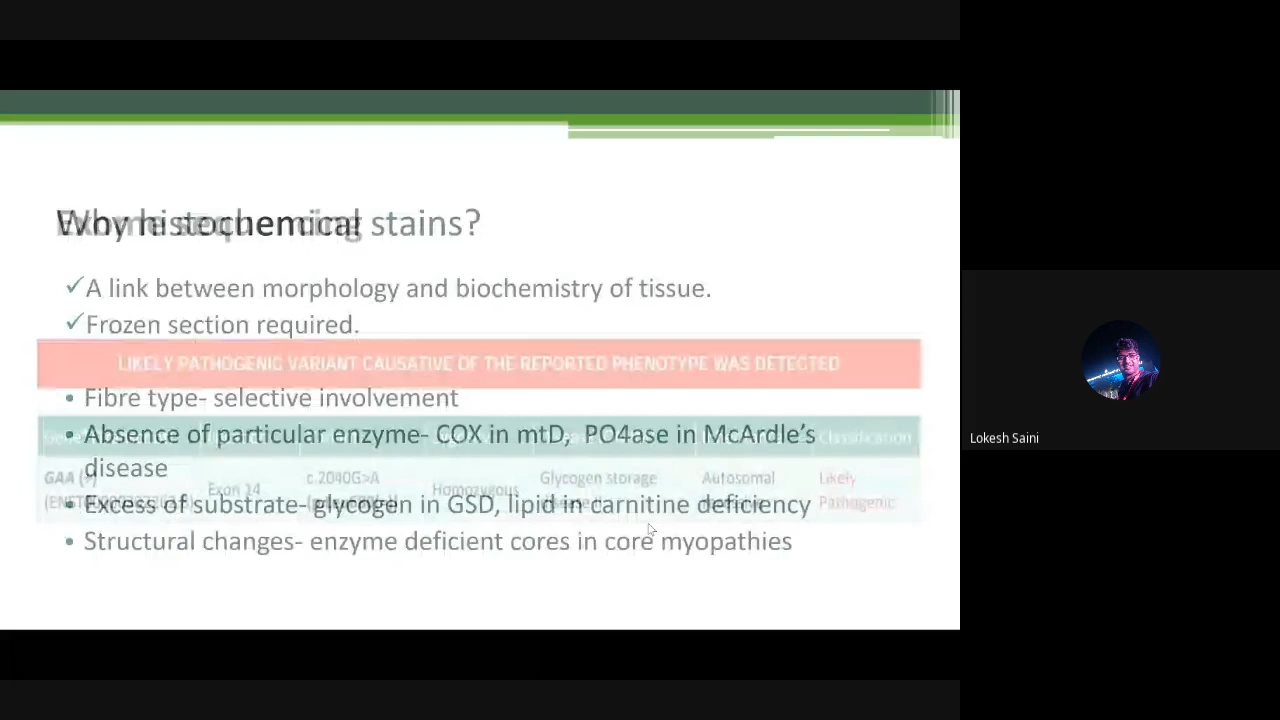 Why histochemical stains?
Exome sequencing
✓A link between morphology and biochemistry of tissue.
✓Frozen section required.
LIKELY PATHOGENIC VARIANT CAUSATIVE OF THE REPORTED PHENOTYPE WAS DETECTED
• Fibre type- selective involvement
• Absence of particular enzyme- COX in mtD, PO4ase in McArdle's
disease
Classification
GAA
Exon 14
c.2040G>A
Homozygous
Glycogen storage
Autosomal
Likely
Pathogenic
• Excess of substrate- glycogen in GSD, lipid in carnitine deficiency
• Structural changes- enzyme deficient cores in core myopathies
Lokesh Saini